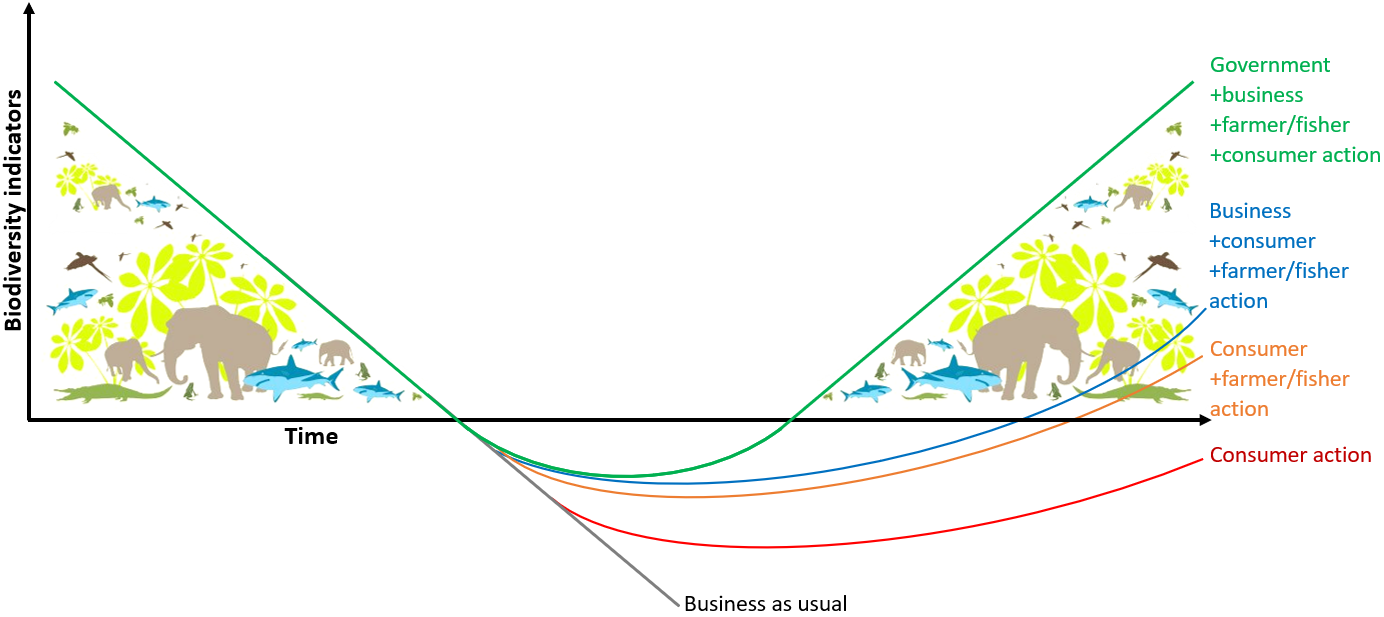 Biodiversity indicators
Time
Government
+business
+farmer/fisher
+consumer action
Business
+consumer
+farmer/fisher
action
Consumer
+farmer/fisher
action
Consumer action
Business as usual